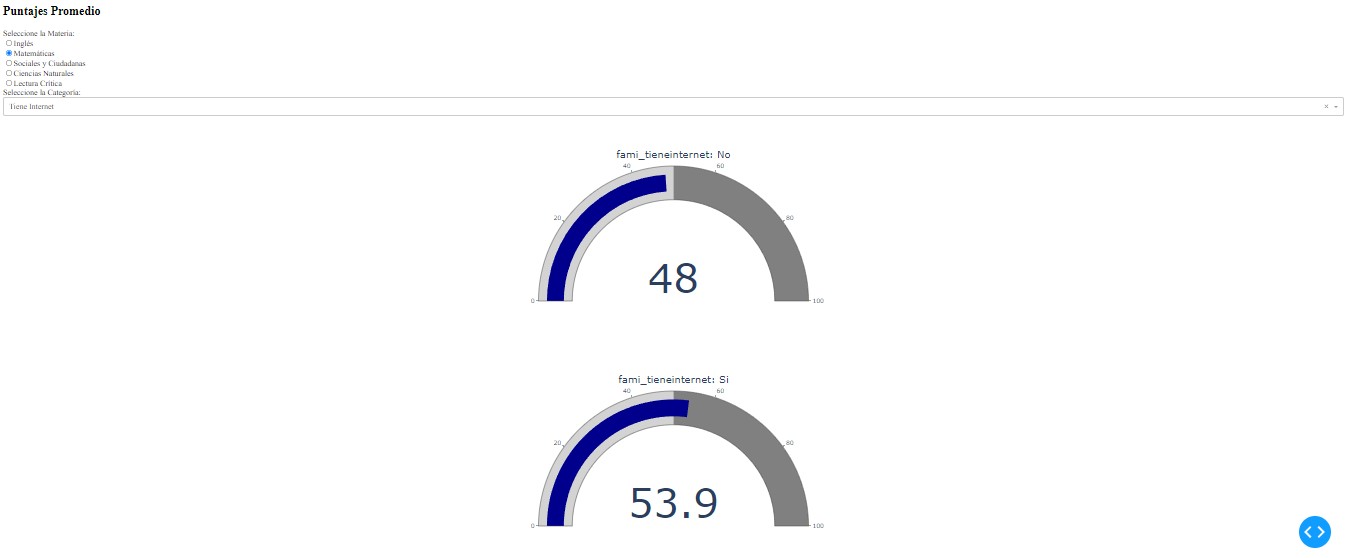 Puntajes Promedio
Seleccione la Materia:
Inglés
Matemáticas
Sociales y Ciudadanas
Ciencias Naturales
Lectura Crítica
Seleccione la Categoria:
Tiene Internet
fami_tieneinternet: No
40 60
20 80
48
0 100
fami_tieneinternet: Si
40 60
20 80
53.9
0 100